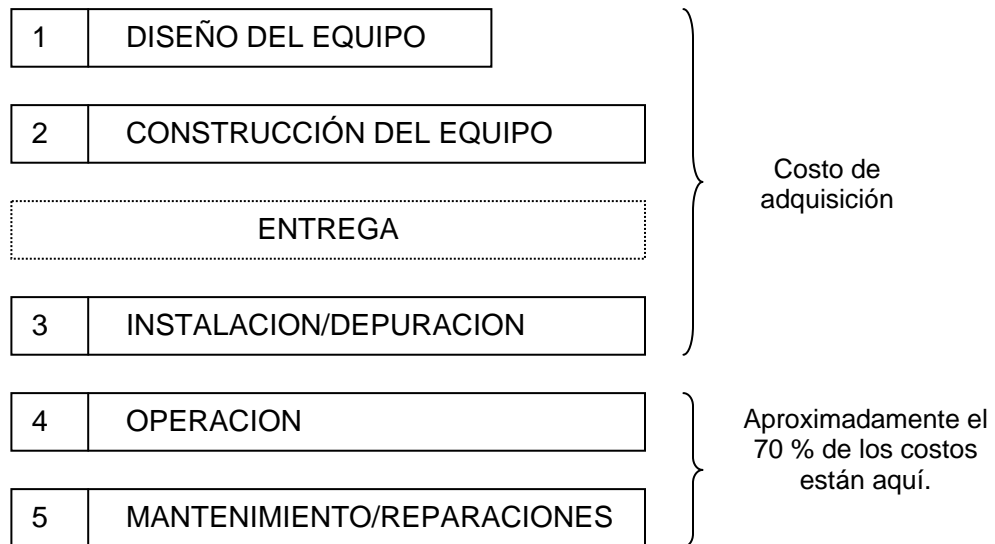 1 DISEÑO DEL EQUIPO
2 CONSTRUCCIÓN DEL EQUIPO
ENTREGA
3 INSTALACION/DEPURACION
Costo de
adquisición
4 OPERACION
5 MANTENIMIENTO/REPARACIONES
Aproximadamente el
70 % de los costos
están aquí.